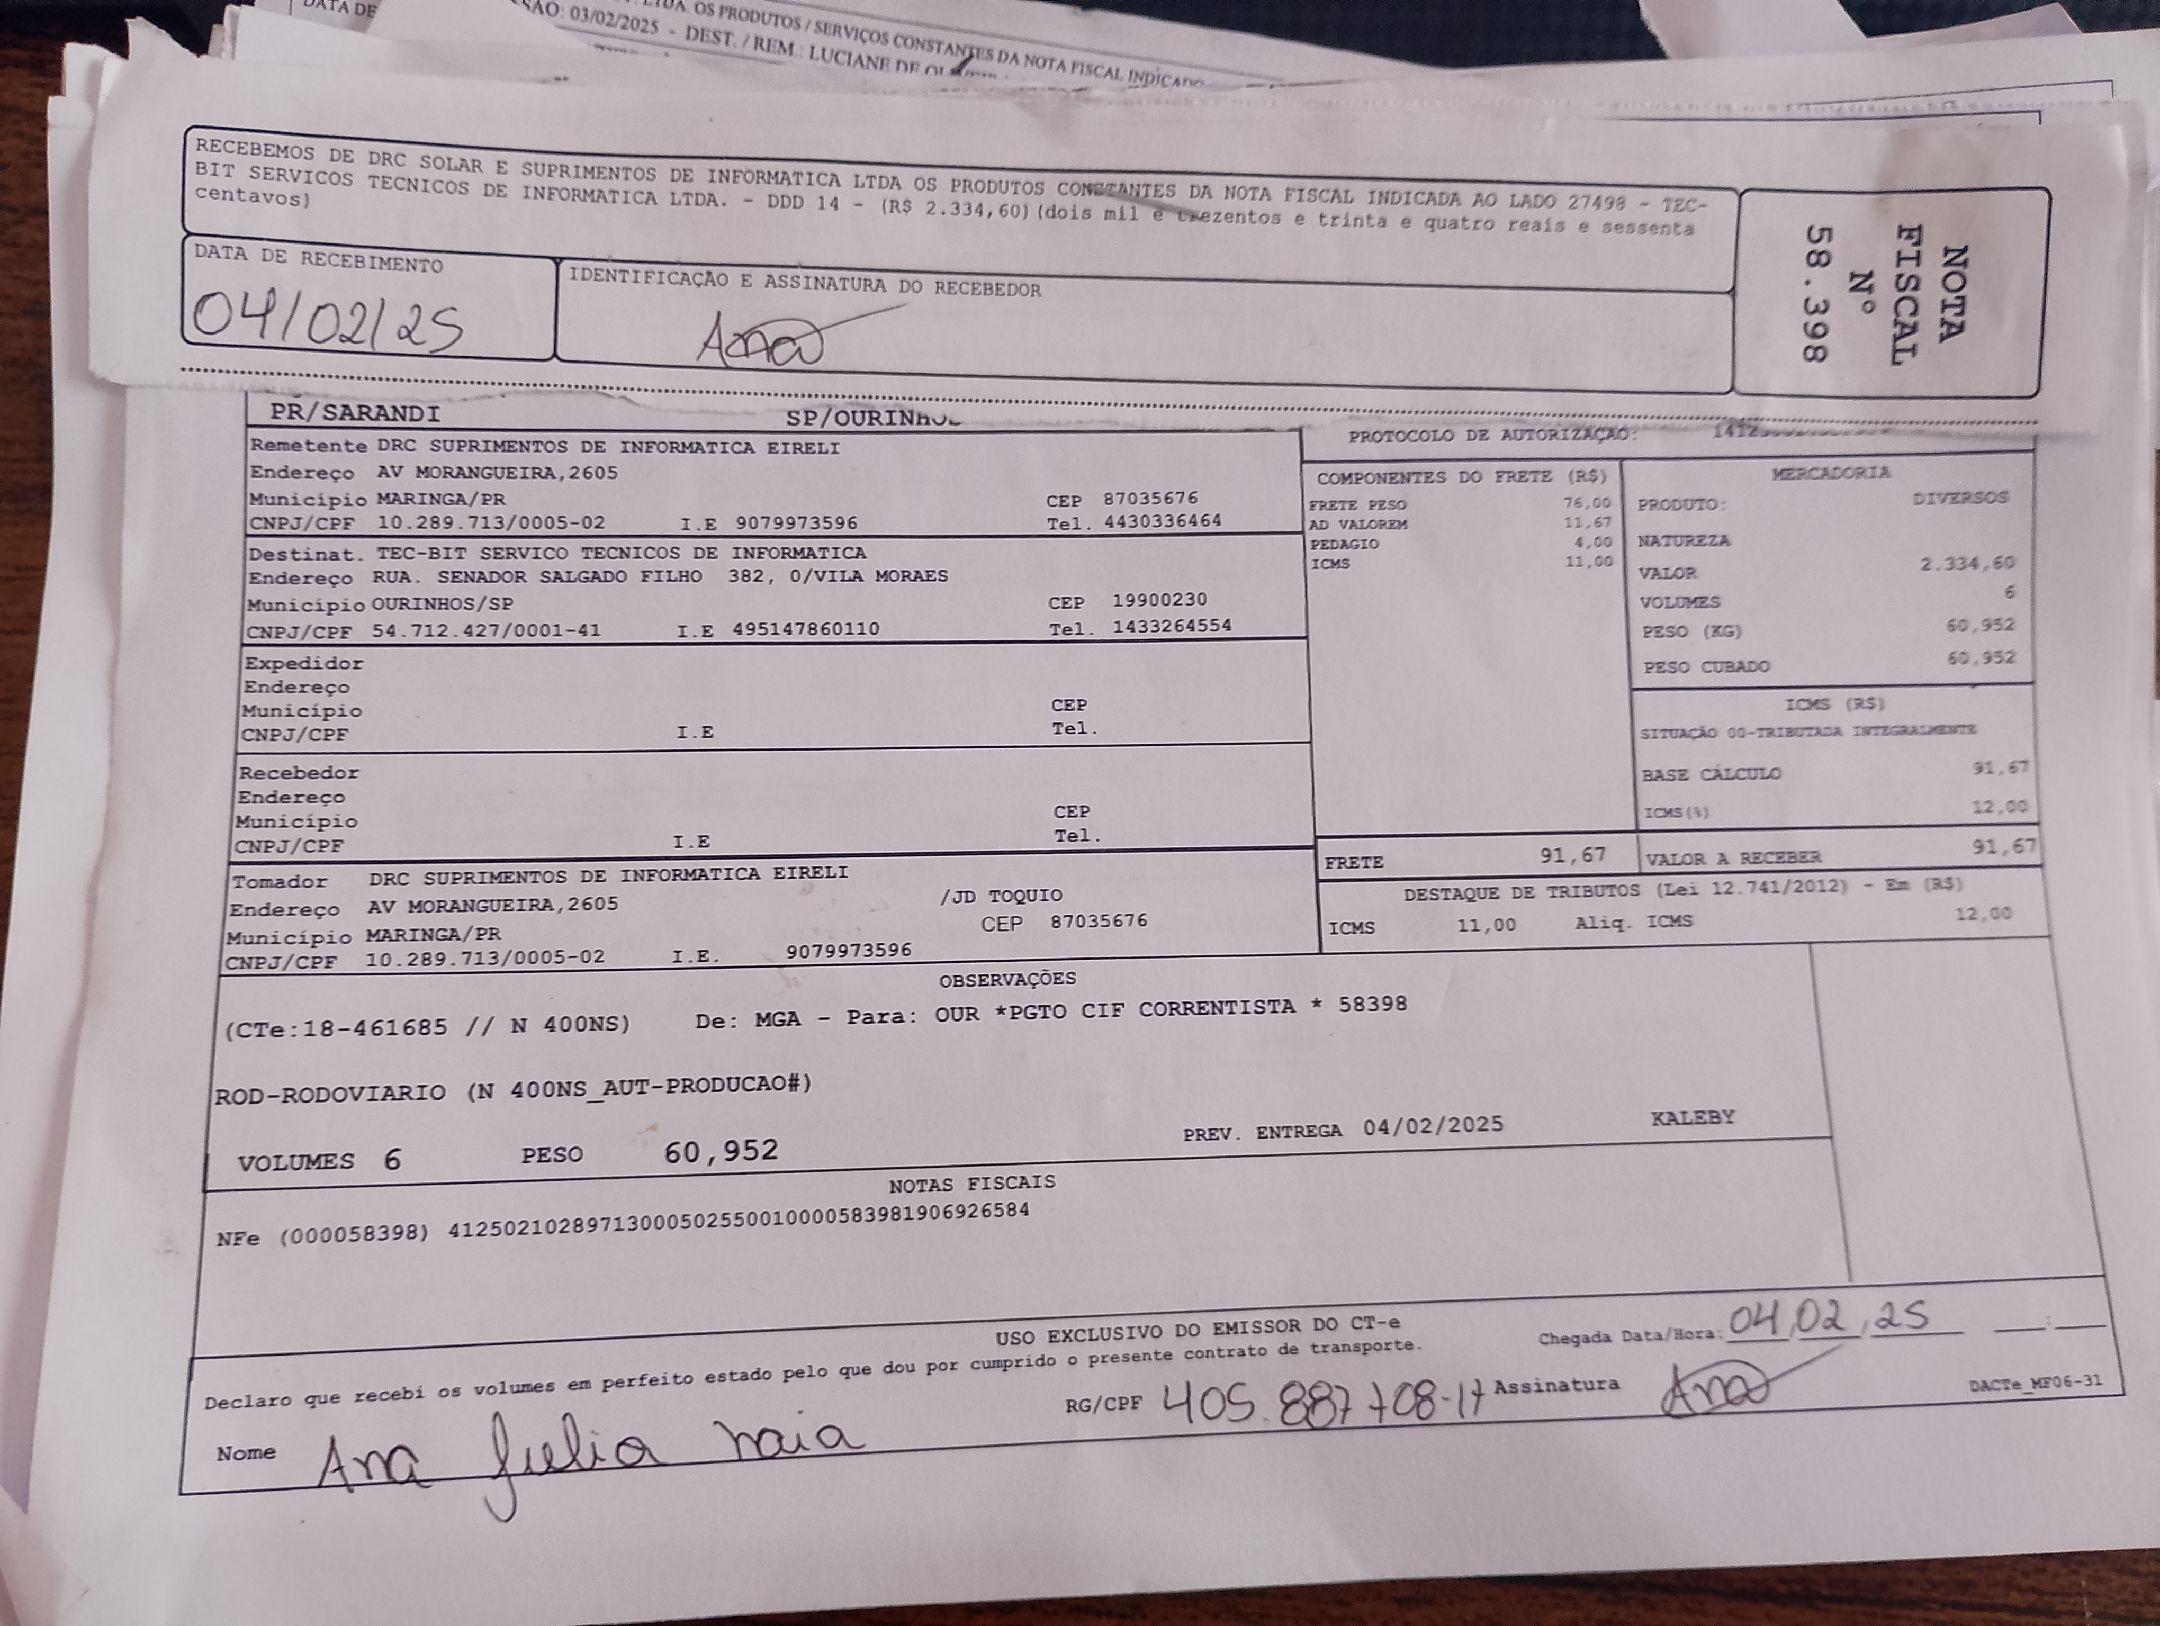 DATA DE
LTDA. OS PRODUTOS / SERVIÇOS CONSTANTES DA NOTA FISCAL INDICADO
03/02/2025 - DEST. / REM.: LUCIANE DE
RECEBEMOS DE DRC SOLAR E SUPRIMENTOS DE INFORMATICA LTDA OS PRODUTOS CONSTANTES DA NOTA FISCAL INDICADA AO LADO 27498 - TEC-
BIT SERVICOS TECNICOS DE INFORMATICA LTDA. - DDD 14 - (R$ 2.334,60)(dois mil e trezentos e trinta e quatro reais e sessenta
centavos)
NOTA
FISCAL
Nº
58.398
DATA DE RECEBIMENTO
04/02/25
IDENTIFICAÇÃO E ASSINATURA DO RECEBEDOR
Ana
PR/SARANDI SP/OURINHOS
Remetente DRC SUPRIMENTOS DE INFORMATICA EIRELI
Endereço AV MORANGUEIRA,2605
Município MARINGA/PR CEP 87035676
CNPJ/CPF 10.289.713/0005-02 I.E 9079973596 Tel. 4430336464
Destinat. TEC-BIT SERVICO TECNICOS DE INFORMATICA
Endereço RUA. SENADOR SALGADO FILHO 382, 0/VILA MORAES
Município OURINHOS/SP CEP 19900230
CNPJ/CPF 54.712.427/0001-41 I.E 495147860110 Tel. 1433264554
Expedidor
Endereço
Município CEP
CNPJ/CPF I.E Tel.
Recebedor
Endereço
Município CEP
CNPJ/CPF I.E Tel.
Tomador DRC SUPRIMENTOS DE INFORMATICA EIRELI
Endereço AV MORANGUEIRA,2605 /JD TOQUIO
Município MARINGA/PR CEP 87035676
CNPJ/CPF 10.289.713/0005-02 I.E. 9079973596
PROTOCOLO DE AUTORIZAÇÃO:
COMPONENTES DO FRETE (R$)
FRETE PESO 76,00
AD VALOREM 11,67
PEDAGIO 4,00
ICMS 11,00
MERCADORIA
PRODUTO: DIVERSOS
NATUREZA
VALOR 2.334,60
VOLUMES 6
PESO (KG) 60,952
PESO CUBADO 60,952
ICMS (R$)
SITUAÇÃO 00-TRIBUTADA INTEGRALMENTE
BASE CÁLCULO 91,67
ICMS(%) 12,00
FRETE 91,67 VALOR A RECEBER 91,67
DESTAQUE DE TRIBUTOS (Lei 12.741/2012) - Em (R$)
ICMS 11,00 Aliq. ICMS 12,00
OBSERVAÇÕES
(CTe:18-461685 // N 400NS) De: MGA - Para: OUR *PGTO CIF CORRENTISTA * 58398
ROD-RODOVIARIO (N 400NS_AUT-PRODUCAO#)
VOLUMES 6 PESO 60,952 PREV. ENTREGA 04/02/2025 KALEBY
NOTAS FISCAIS
NFe (000058398) 41250210289713000502550010000583981906926584
USO EXCLUSIVO DO EMISSOR DO CT-e
Declaro que recebi os volumes em perfeito estado pelo que dou por cumprido o presente contrato de transporte.
Chegada Data/Hora: 04/02/25 __:__
Nome Ana Julia Maia RG/CPF 405.887708-17 Assinatura Ana DACTe_MF06-31